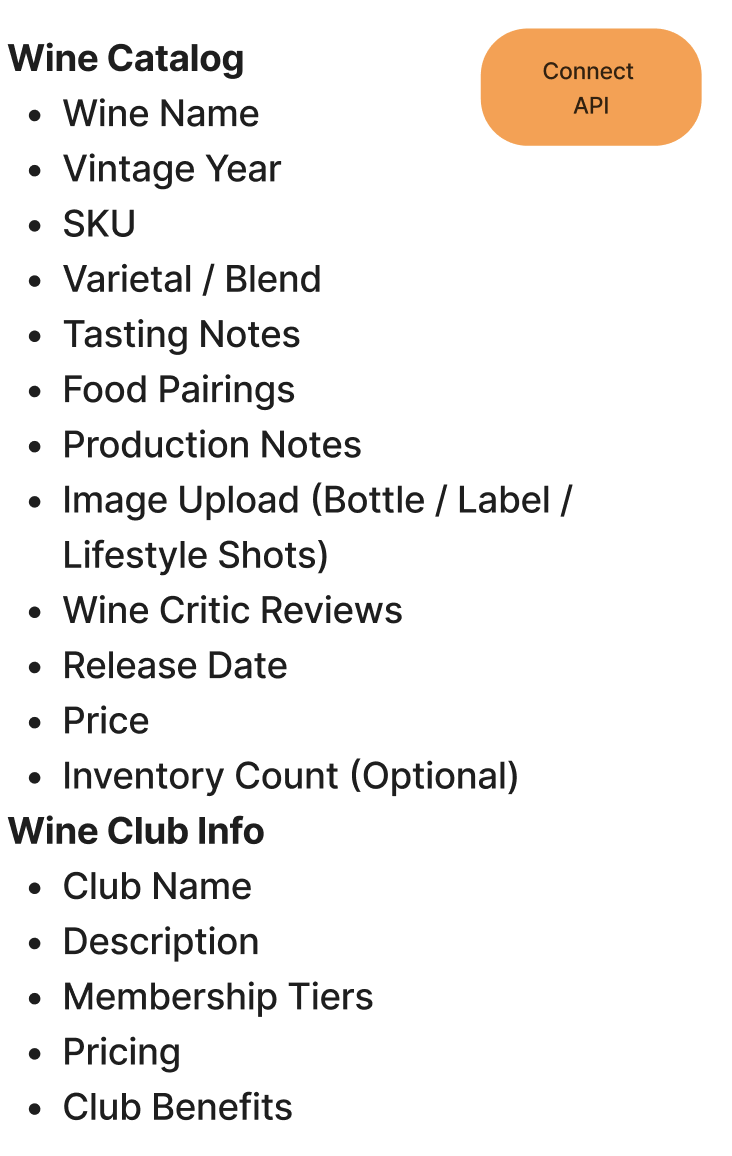 Wine Catalog
Connect
API
• Wine Name
• Vintage Year
• SKU
• Varietal / Blend
• Tasting Notes
• Food Pairings
• Production Notes
• Image Upload (Bottle / Label /
Lifestyle Shots)
• Wine Critic Reviews
• Release Date
• Price
• Inventory Count (Optional)
Wine Club Info
• Club Name
• Description
• Membership Tiers
• Pricing
• Club Benefits